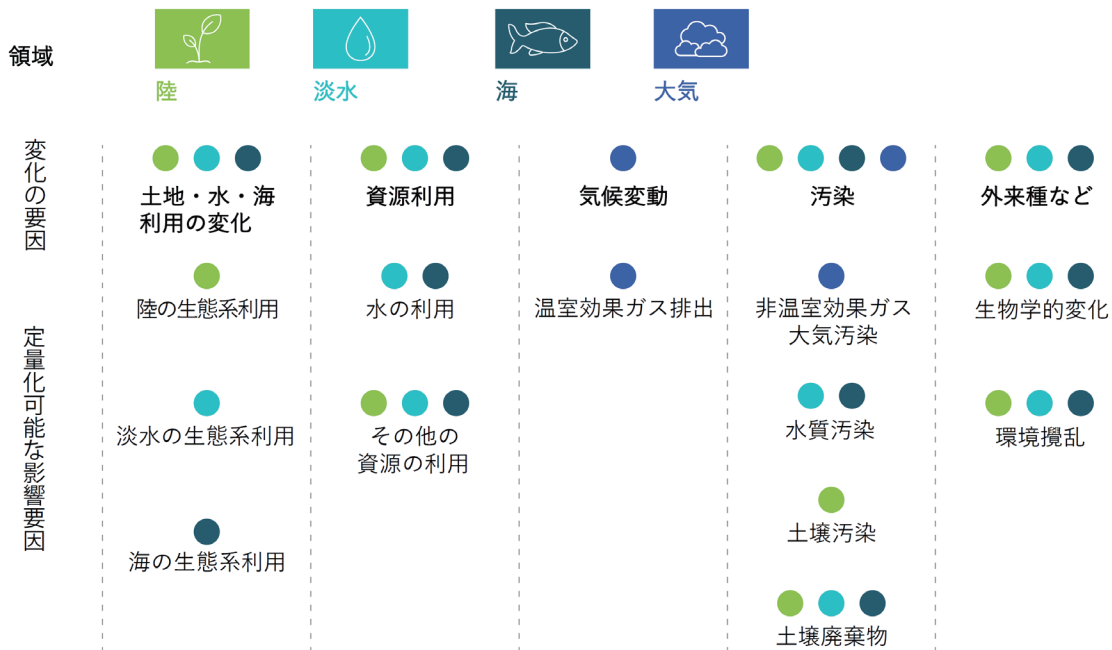 領域
陸
淡水
海
大気
変化の要因
土地・水・海
利用の変化
資源利用
気候変動
汚染
外来種など
定量化可能な影響要因
陸の生態系利用
水の利用
温室効果ガス排出
非温室効果ガス
大気汚染
生物学的変化
淡水の生態系利用
その他の
資源の利用
水質汚染
環境攪乱
土壌汚染
海の生態系利用
土壌廃棄物